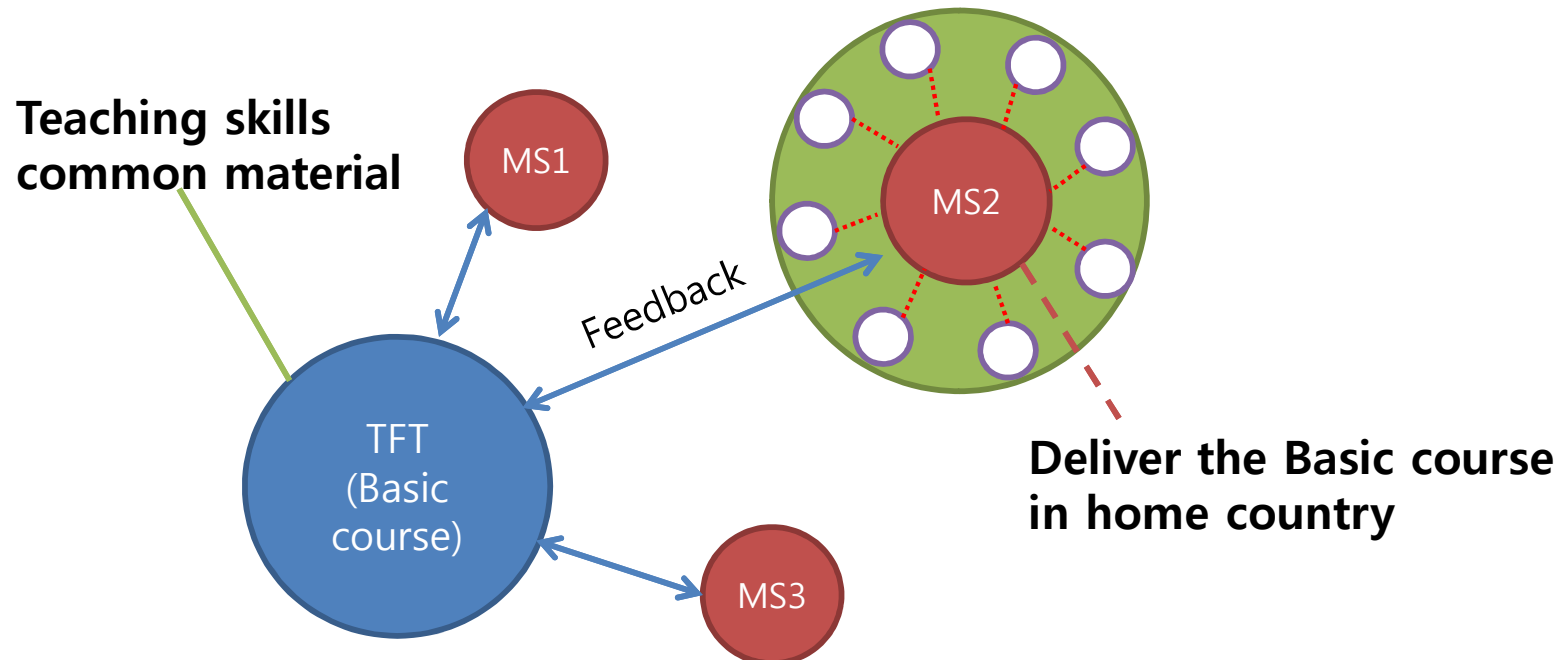 Teaching skills
common material
MS1
MS2
Feedback
TFT
(Basic
course)
Deliver the Basic course
in home country
MS3